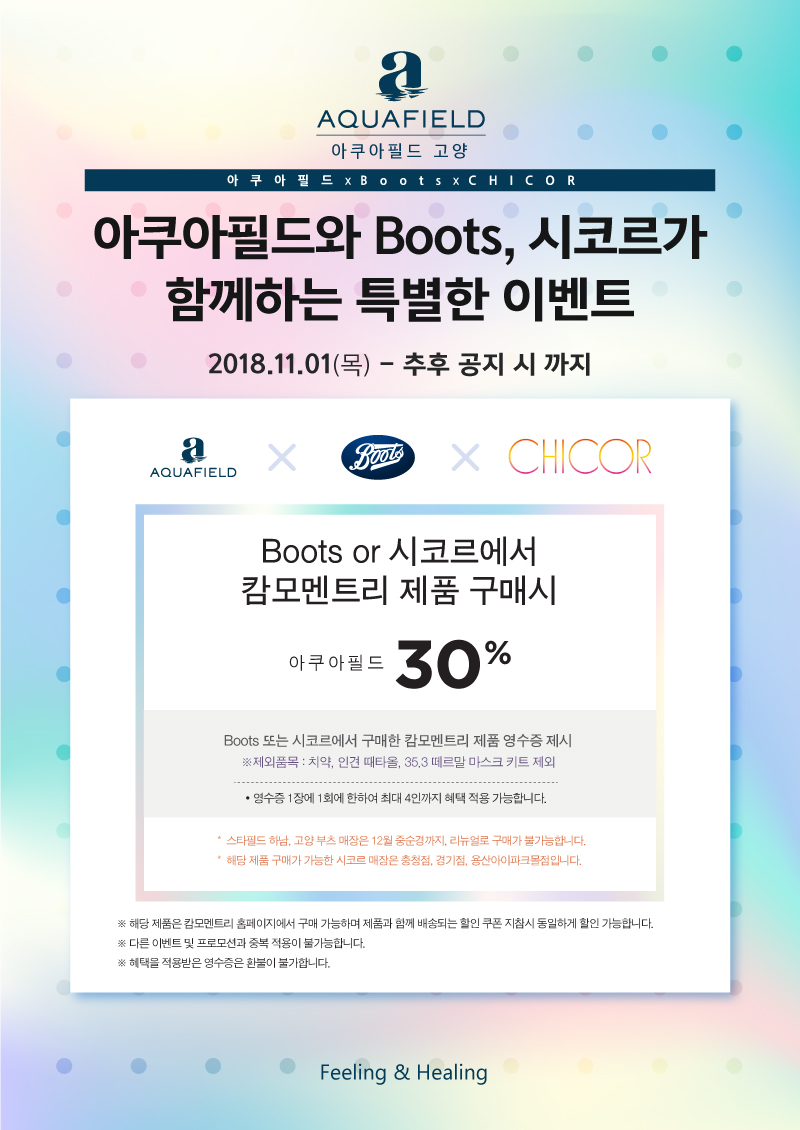 a
AQUAFIELD
아쿠아필드 고양
아쿠아필드xBootsxCHICOR
아쿠아필드와 Boots, 시코르가
함께하는 특별한 이벤트
2018.11.01(목) – 추후 공지 시 까지
a AQUAFIELD × Boots × CHICOR
Boots or 시코르에서
캄모멘트리 제품 구매시
아쿠아필드 30%
Boots 또는 시코르에서 구매한 캄모멘트리 제품 영수증 제시
※제외품목 : 치약, 인견 때타올, 35.3 떼르말 마스크 키트 제외
• 영수증 1장에 1회에 한하여 최대 4인까지 혜택 적용 가능합니다.
* 스타필드 하남, 고양 부츠 매장은 12월 중순경까지, 리뉴얼로 구매가 불가능합니다.
* 해당 제품 구매가 가능한 시코르 매장은 충청점, 경기점, 용산아이파크몰점입니다.
※ 해당 제품은 캄모멘트리 홈페이지에서 구매 가능하며 제품과 함께 배송되는 할인 쿠폰 지참시 동일하게 할인 가능합니다.
※ 다른 이벤트 및 프로모션과 중복 적용이 불가능합니다.
※ 혜택을 적용받은 영수증은 환불이 불가합니다.
Feeling & Healing